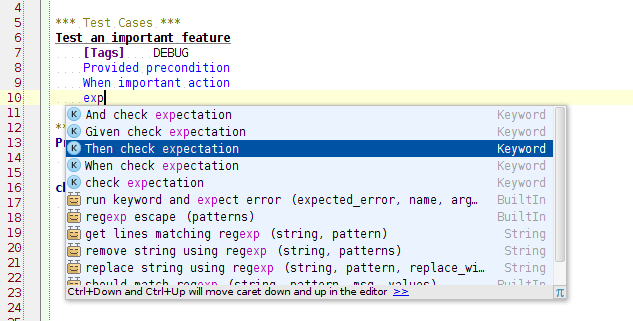 4
5 *** Test Cases ***
6 Test an important feature
7 [Tags] DEBUG
8 Provided precondition
9 When important action
10 exp
11 And check expectation Keyword
Given check expectation Keyword
12 **
13 Pr Then check expectation Keyword
14 When check expectation Keyword
15 check expectation Keyword
16 ch run keyword and expect error (expected_error, name, arg… BuiltIn
17 regexp escape (patterns) BuiltIn
18 get lines matching regexp (string, pattern) String
19 remove string using regexp (string, patterns) String
20 replace string using regexp (string, pattern, replace_wi… String
21 should match regexp (string, pattern, msg, values) BuiltIn
22 Ctrl+Down and Ctrl+Up will move caret down and up in the editor >> π
23
24